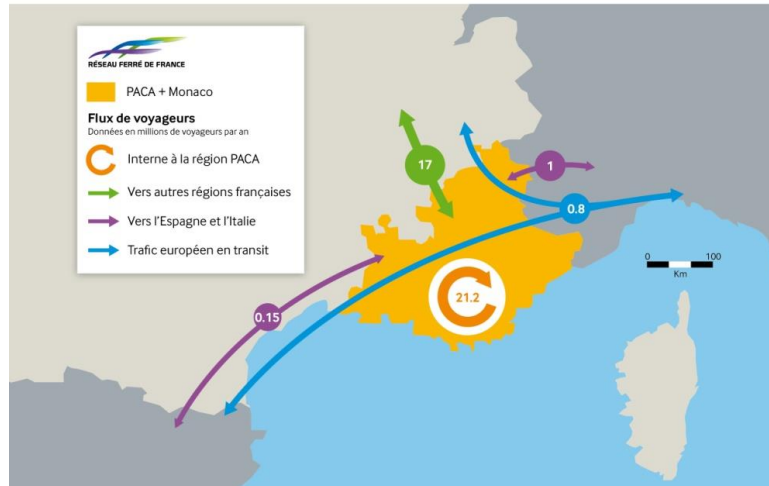 RÉSEAU FERRÉ DE FRANCE
PACA + Monaco
Flux de voyageurs
Données en millions de voyageurs par an
Interne à la région PACA
Vers autres régions françaises
Vers l'Espagne et l'Italie
Trafic européen en transit
17
1
0.8
0 100
Km
21.2
0.15